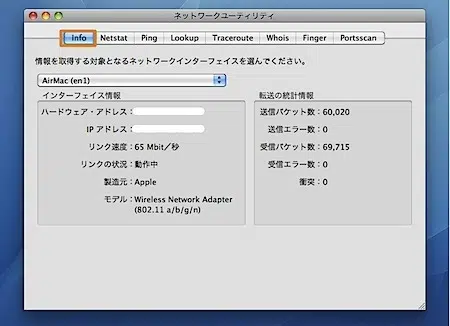 ネットワークユーティリティ
Info Netstat Ping Lookup Traceroute Whois Finger Portscan
情報を取得する対象となるネットワークインターフェイスを選んでください。
AirMac (en1)
インターフェイス情報
ハードウェア・アドレス：
IP アドレス：
リンク速度：65 Mbit／秒
リンクの状況：動作中
製造元：Apple
モデル：Wireless Network Adapter
(802.11 a/b/g/n)
転送の統計情報
送信パケット数：60,020
送信エラー数：0
受信パケット数：69,715
受信エラー数：0
衝突：0